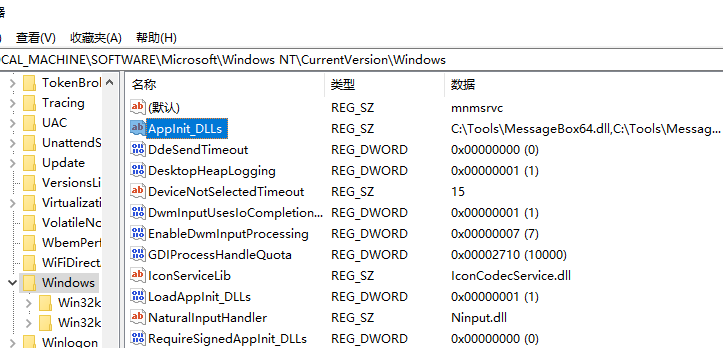 器
查看(V) 收藏夹(A) 帮助(H)
OCAL_MACHINE\SOFTWARE\Microsoft\Windows NT\CurrentVersion\Windows
TokenBrol
Tracing
UAC
UnattendS
Update
VersionsLi
Virtualizati
VolatileNo
WbemPerf
WiFiDirect
Windows
Win32k
Win32k
Winlogon
名称 类型 数据
(默认) REG_SZ mnmsrvc
AppInit_DLLs REG_SZ C:\Tools\MessageBox64.dll,C:\Tools\Messag...
DdeSendTimeout REG_DWORD 0x00000000 (0)
DesktopHeapLogging REG_DWORD 0x00000001 (1)
DeviceNotSelectedTimeout REG_SZ 15
DwmInputUsesIoCompletion... REG_DWORD 0x00000001 (1)
EnableDwmInputProcessing REG_DWORD 0x00000007 (7)
GDIProcessHandleQuota REG_DWORD 0x00002710 (10000)
IconServiceLib REG_SZ IconCodecService.dll
LoadAppInit_DLLs REG_DWORD 0x00000001 (1)
NaturalInputHandler REG_SZ Ninput.dll
RequireSignedAppInit_DLLs REG_DWORD 0x00000000 (0)